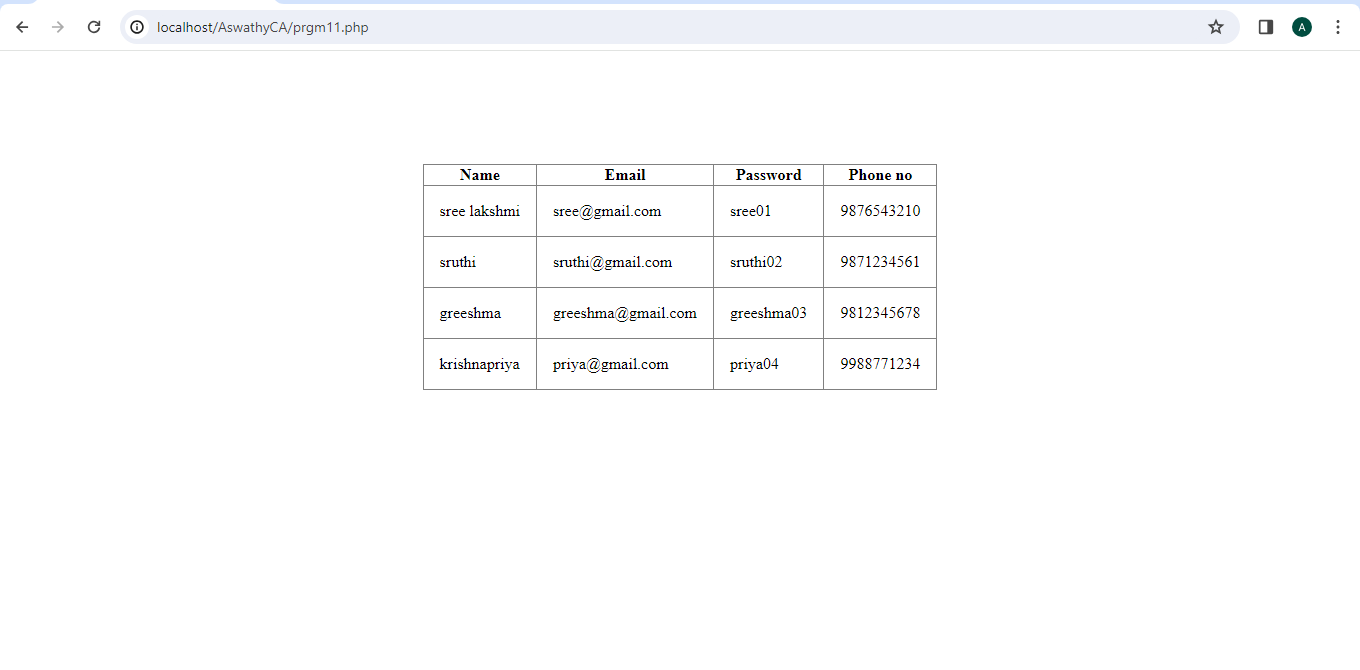 localhost/AswathyCA/prgm11.php
A
Name Email Password Phone no
sree lakshmi sree@gmail.com sree01 9876543210
sruthi sruthi@gmail.com sruthi02 9871234561
greeshma greeshma@gmail.com greeshma03 9812345678
krishnapriya priya@gmail.com priya04 9988771234